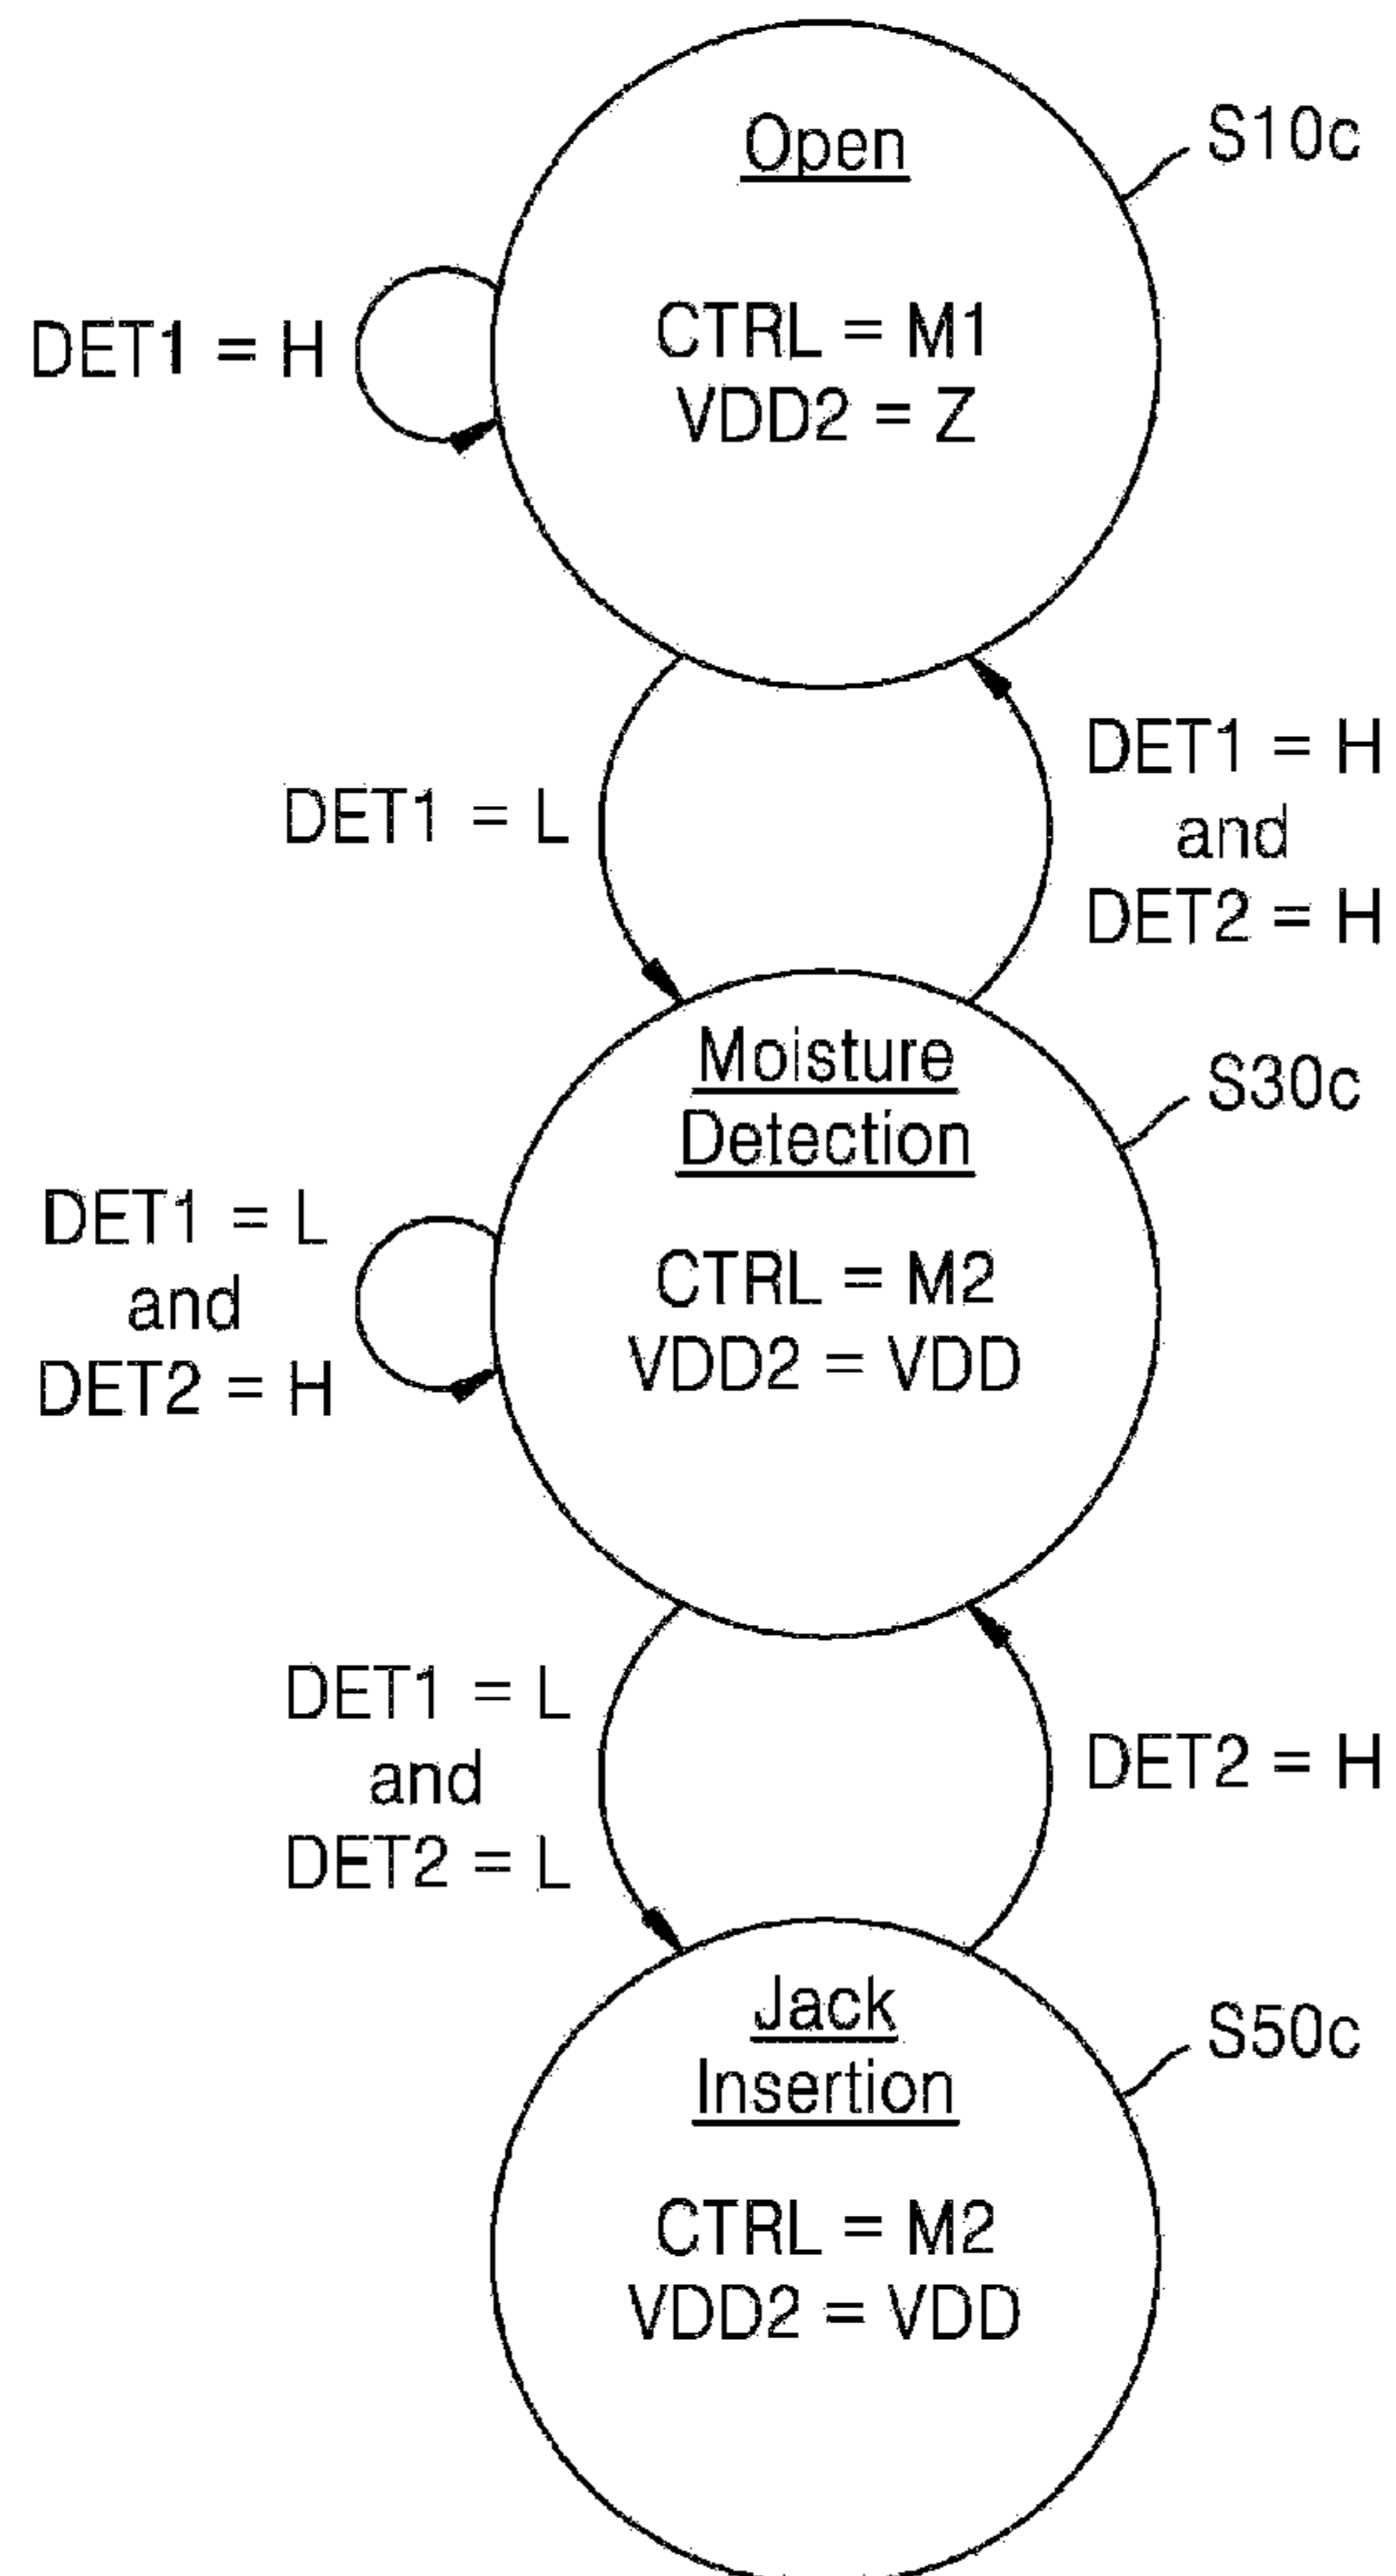 Open
S10c
CTRL = M1
VDD2 = Z
DET1 = H
DET1 = L
DET1 = H
and
DET2 = H
Moisture
Detection
S30c
CTRL = M2
VDD2 = VDD
DET1 = L
and
DET2 = H
DET1 = L
and
DET2 = L
DET2 = H
Jack
Insertion
S50c
CTRL = M2
VDD2 = VDD